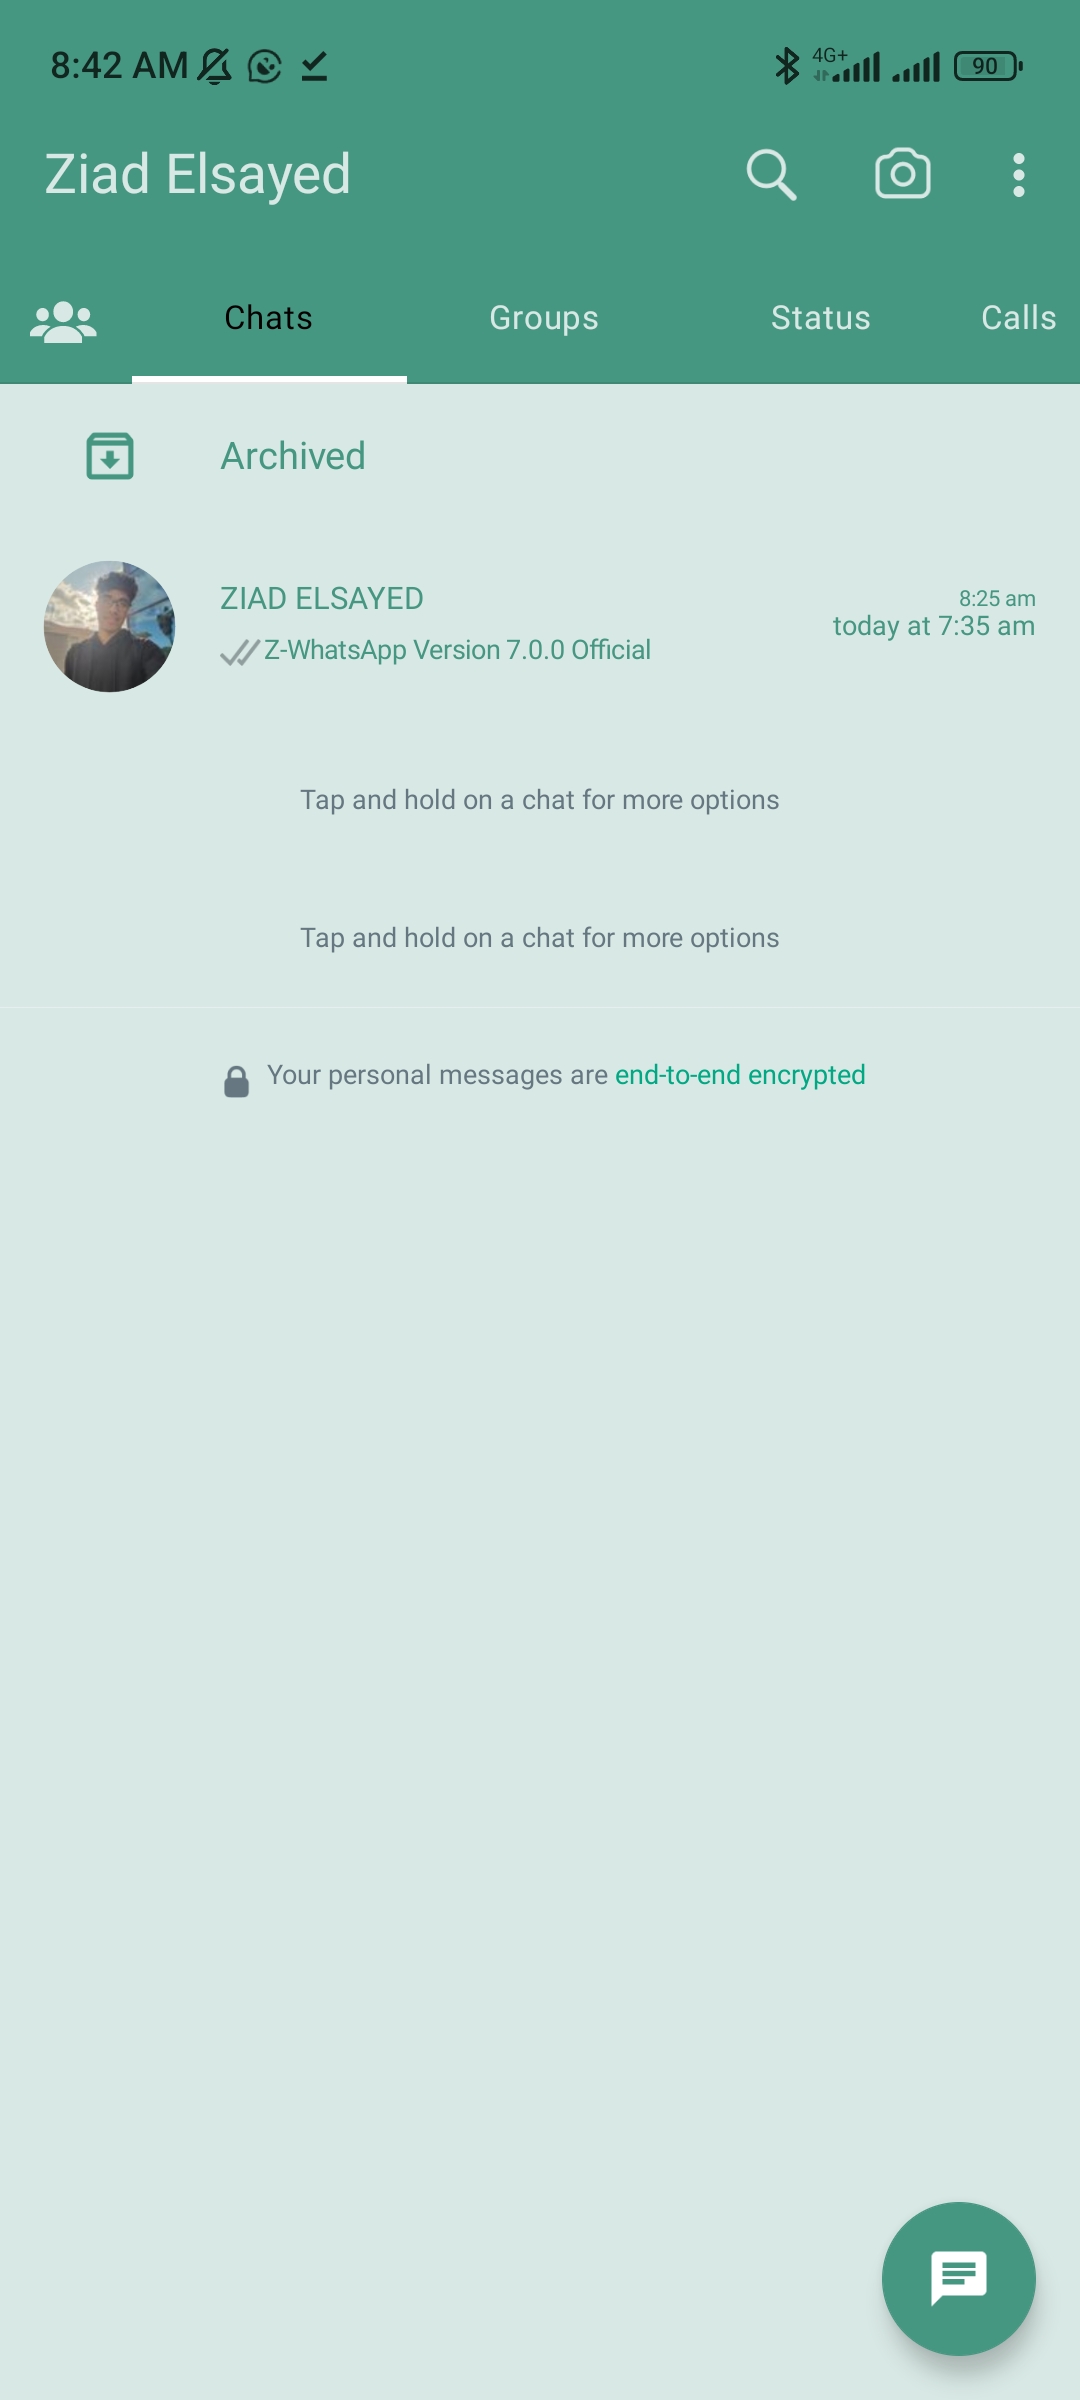 8:42 AM
4G+
90
Ziad Elsayed
Chats
Groups
Status
Calls
Archived
ZIAD ELSAYED
8:25 am
today at 7:35 am
Z-WhatsApp Version 7.0.0 Official
Tap and hold on a chat for more options
Tap and hold on a chat for more options
Your personal messages are end-to-end encrypted